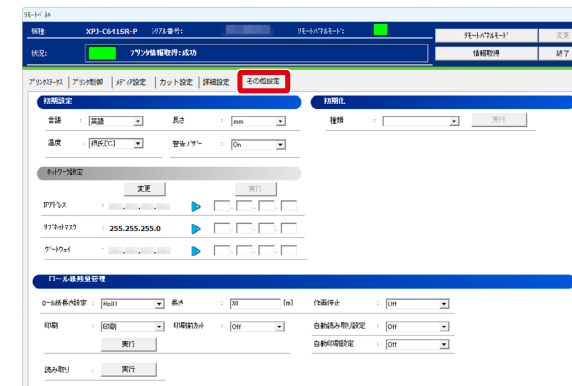 ﾘﾓｰﾄﾊﾟﾈﾙ
機種: XPJ-C641SR-P ｼﾘｱﾙ番号: ﾘﾓｰﾄﾊﾟﾈﾙﾓｰﾄﾞ: ﾘﾓｰﾄﾊﾟﾈﾙﾓｰﾄﾞ 変更
状況: ﾌﾟﾘﾝﾀ情報取得:成功 情報取得 終了
ﾌﾟﾘﾝﾀｽﾃｰﾀｽ ﾌﾟﾘﾝﾀ制御 ﾒﾃﾞｨｱ設定 カット設定 詳細設定 その他設定
初期設定 初期化
言語 : 英語 長さ : mm 種類 : 実行
温度 : 摂氏[℃] 警告ﾌﾞｻﾞｰ : On
ﾈｯﾄﾜｰｸ設定
変更 実行
IPｱﾄﾞﾚｽ : . . .
ｻﾌﾞﾈｯﾄﾏｽｸ : 255.255.255.0 . . .
ｹﾞｰﾄｳｪｲ : . . .
ロール紙残量管理
ﾛｰﾙ紙長さ設定 : Roll1 長さ : 30 [m] 作画停止 : Off
印刷 : 印刷 印刷前ｶｯﾄ : Off 自動読み取り設定 : Off
実行 自動印刷設定 : Off
読み取り : 実行